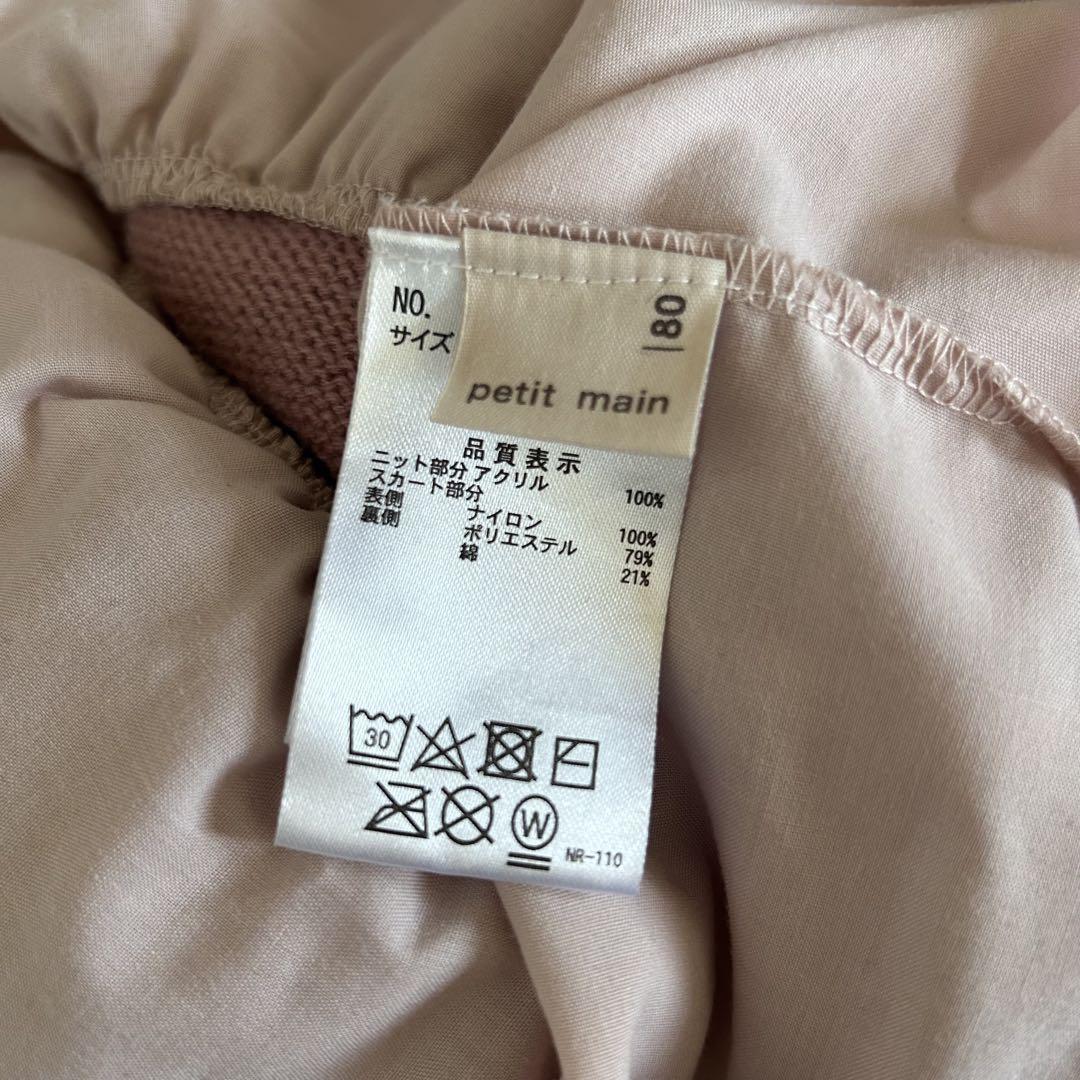 NO.
サイズ
80
petit main
品質表示
ニット部分 アクリル 100%
スカート部分
表側 ナイロン 100%
裏側 ポリエステル 79%
綿 21%
30
W
NR-110